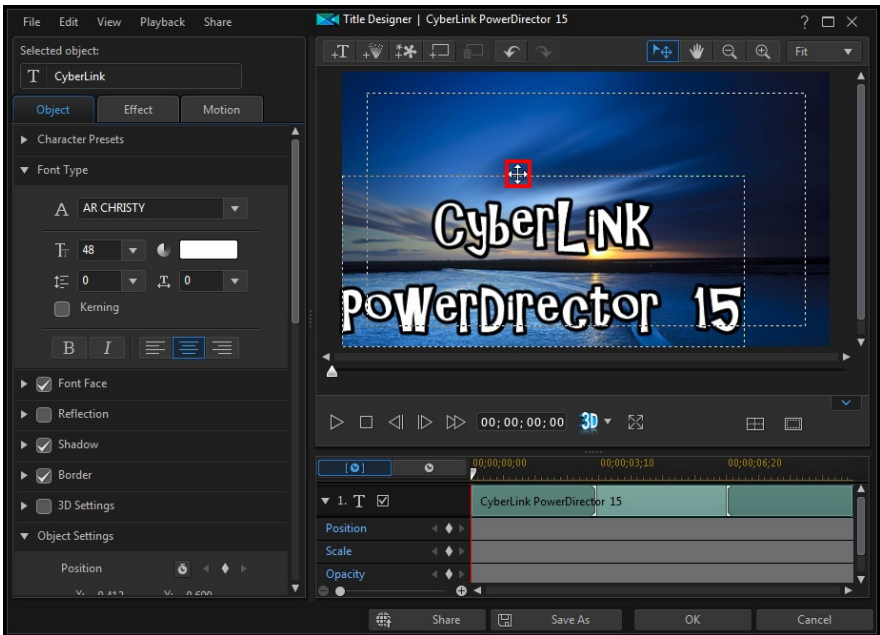 File Edit View Playback Share
Title Designer | CyberLink PowerDirector 15
Selected object:
T CyberLink
Object Effect Motion
Character Presets
Font Type
A AR CHRISTY
48
0 0
Kerning
B I
Font Face
Reflection
Shadow
Border
3D Settings
Object Settings
Position
Fit
CyberLink
PoWerDirector 15
00;00;00;00 3D
00;00;00;00 00;00;03;10 00;00;06;20
1. T CyberLink PowerDirector 15
Position
Scale
Opacity
Share Save As OK Cancel